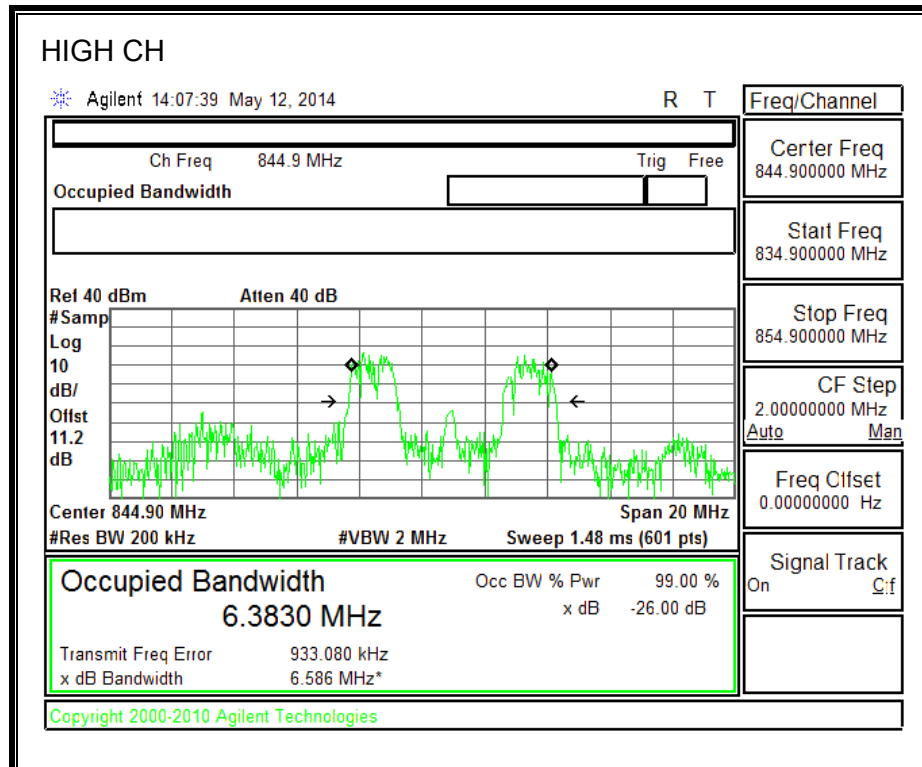 HIGH CH
Agilent 14:07:39 May 12, 2014 R T
Freq/Channel
Ch Freq 844.9 MHz Trig Free
Occupied Bandwidth
Center Freq
844.900000 MHz
Start Freq
834.900000 MHz
Stop Freq
854.900000 MHz
CF Step
2.00000000 MHz
Auto Man
Freq Offset
0.00000000 Hz
Signal Track
On Off
Ref 40 dBm Atten 40 dB
#Samp
Log
10
dB/
Offst
11.2
dB
Center 844.90 MHz Span 20 MHz
#Res BW 200 kHz #VBW 2 MHz Sweep 1.48 ms (601 pts)
Occupied Bandwidth Occ BW % Pwr 99.00 %
6.3830 MHz x dB -26.00 dB
Transmit Freq Error 933.080 kHz
x dB Bandwidth 6.586 MHz*
Copyright 2000-2010 Agilent Technologies